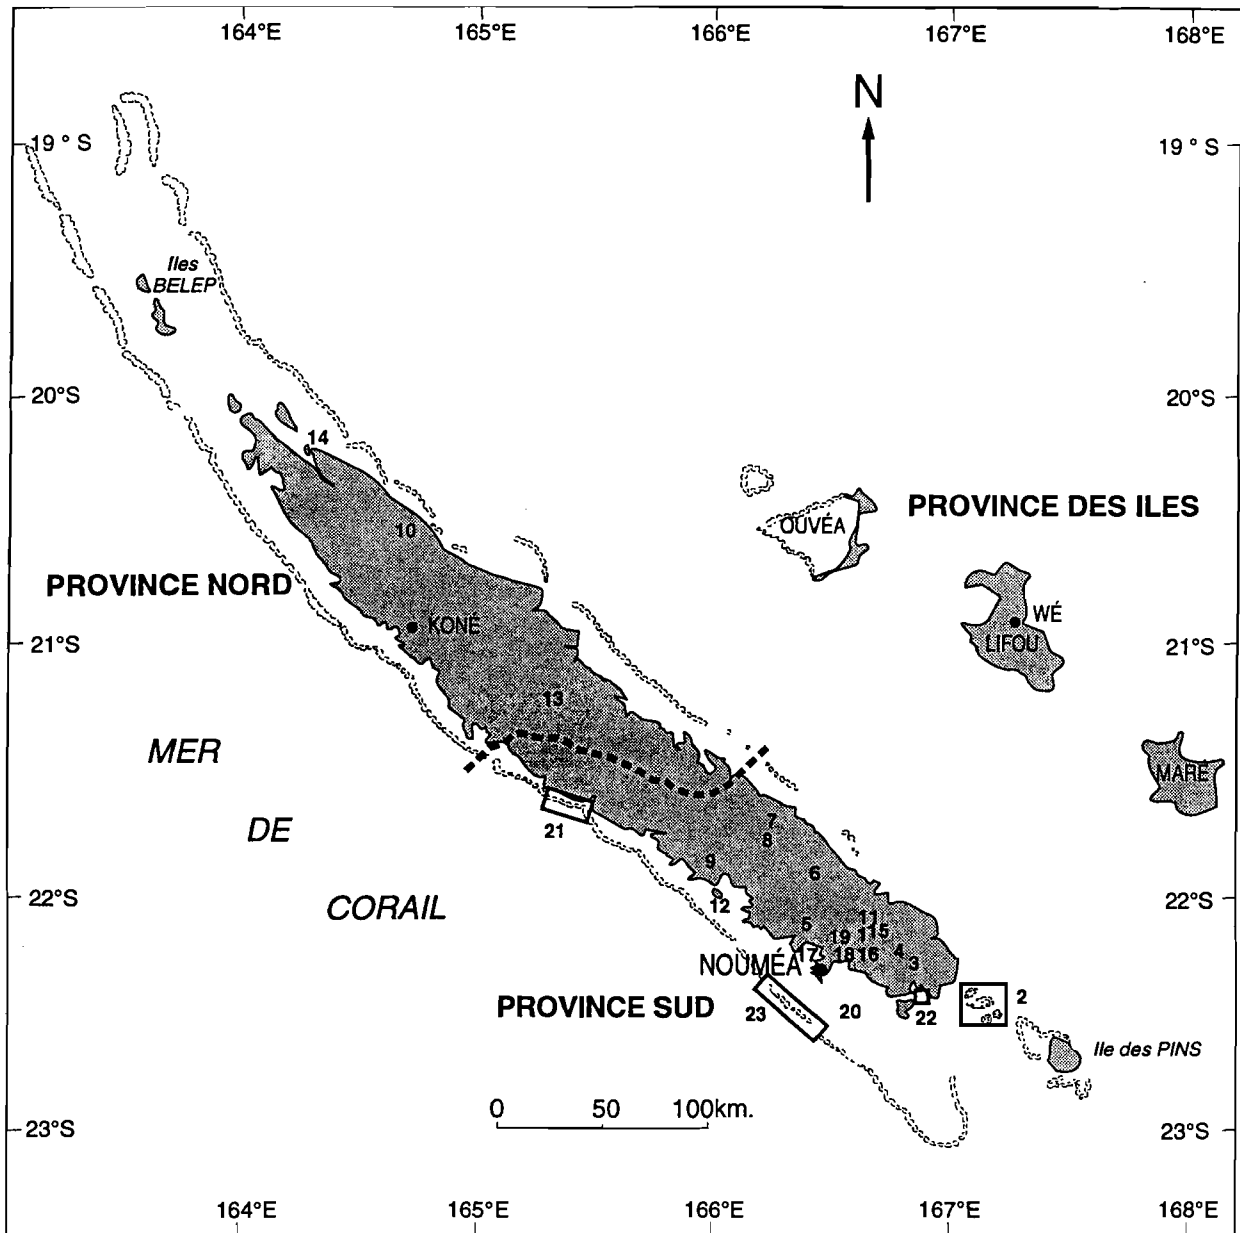 164°E 165°E 166°E 167°E 168°E
N
19° S 19° S
Iles
BELEP
20°S 20°S
14
10
OUVÉA
PROVINCE DES ILES
PROVINCE NORD
KONÉ
WÉ
LIFOU
21°S 21°S
13
MER
MARÉ
21
7
8
DE
9
6
12
22°S 22°S
CORAIL
11
5
19
1
15
4
17
18
16
3
NOUMÉA
PROVINCE SUD
23
20
22
2
Ile des PINS
0 50 100km.
23°S 23°S
164°E 165°E 166°E 167°E 168°E